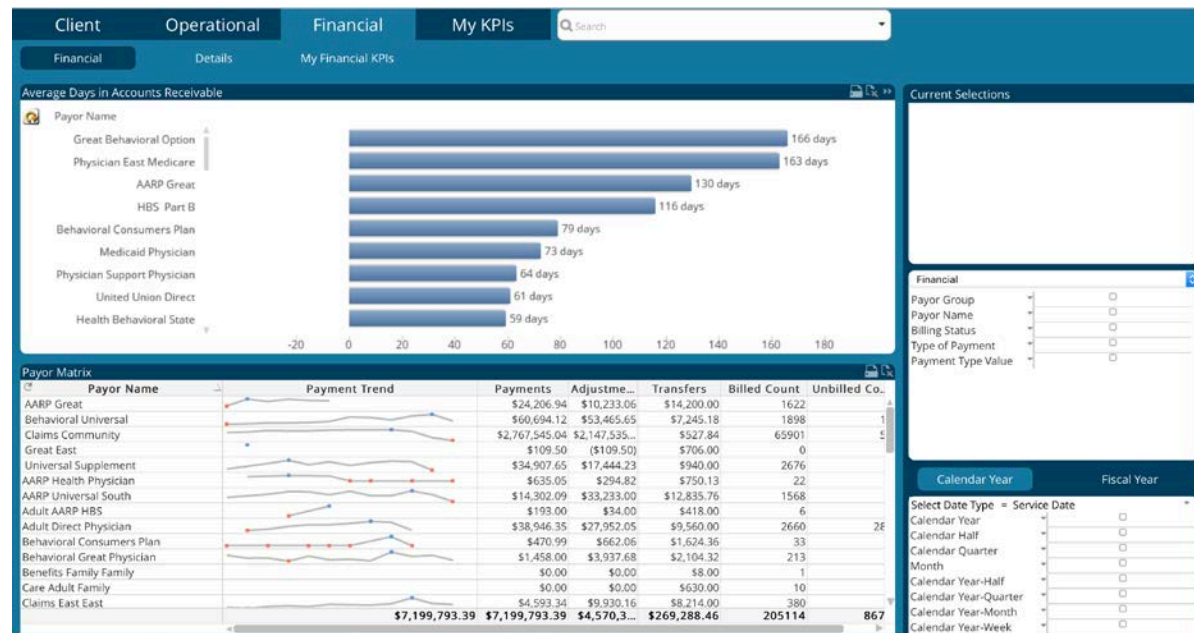 Client Operational Financial My KPIs Search
Financial Details My Financial KPIs
Average Days in Accounts Receivable
Payor Name
Great Behavioral Option 166 days
Physician East Medicare 163 days
AARP Great 130 days
HBS Part B 116 days
Behavioral Consumers Plan 79 days
Medicaid Physician 73 days
Physician Support Physician 64 days
United Union Direct 61 days
Health Behavioral State 59 days
-20 0 20 40 60 80 100 120 140 160 180
Payor Matrix
Payor Name Payment Trend Payments Adjustme... Transfers Billed Count Unbilled Co..
AARP Great $24,206.94 $10,233.06 $14,200.00 1622
Behavioral Universal $60,694.12 $53,465.65 $7,245.18 1898 1
Claims Community $2,767,545.04 $2,147,535... $527.84 65901 5
Great East $109.50 ($109.50) $706.00 0
Universal Supplement $34,907.65 $17,444.23 $940.00 2676
AARP Health Physician $635.05 $294.82 $750.13 22
AARP Universal South $14,302.09 $33,233.00 $12,835.76 1568
Adult AARP HBS $193.00 $34.00 $418.00 6
Adult Direct Physician $38,946.35 $27,952.05 $9,560.00 2660 28
Behavioral Consumers Plan $470.99 $662.06 $1,624.36 33
Behavioral Great Physician $1,458.00 $3,937.68 $2,104.32 213
Benefits Family Family $0.00 $0.00 $8.00 1
Care Adult Family $0.00 $0.00 $630.00 10
Claims East East $4,593.34 $9,930.16 $8,214.00 380
$7,199,793.39 $7,199,793.39 $4,570,3... $269,288.46 205114 867
Current Selections
Financial
Payor Group
Payor Name
Billing Status
Type of Payment
Payment Type Value
Calendar Year Fiscal Year
Select Date Type = Service Date
Calendar Year
Calendar Half
Calendar Quarter
Month
Calendar Year-Half
Calendar Year-Quarter
Calendar Year-Month
Calendar Year-Week